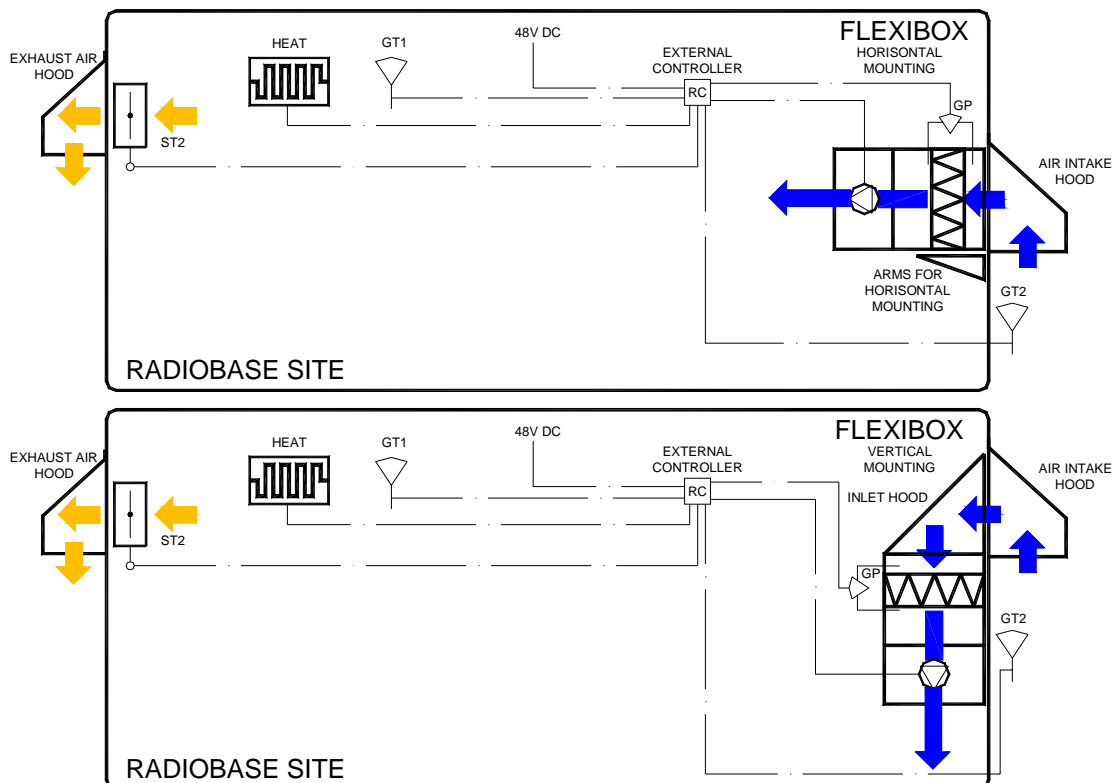 FLEXIBOX
48V DC
HEAT
GT1
EXTERNAL
CONTROLLER
HORISONTAL
MOUNTING
EXHAUST AIR
HOOD
RC
GP
ST2
AIR INTAKE
HOOD
ARMS FOR
HORISONTAL
MOUNTING
GT2
RADIOBASE SITE
FLEXIBOX
48V DC
HEAT
GT1
EXTERNAL
CONTROLLER
VERTICAL
MOUNTING
EXHAUST AIR
HOOD
AIR INTAKE
HOOD
RC
INLET HOOD
ST2
GP
GT2
RADIOBASE SITE